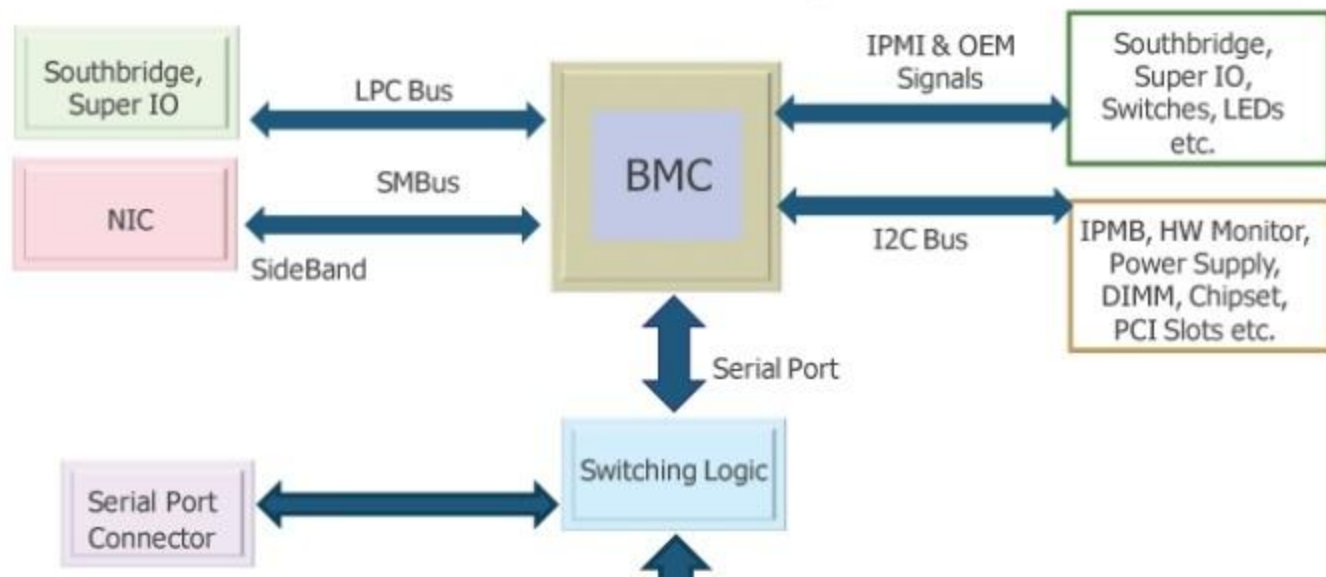 Southbridge,
Super IO
LPC Bus
IPMI & OEM
Signals
Southbridge,
Super IO,
Switches, LEDs
etc.
BMC
NIC
SMBus
SideBand
I2C Bus
IPMB, HW Monitor,
Power Supply,
DIMM, Chipset,
PCI Slots etc.
Serial Port
Switching Logic
Serial Port
Connector